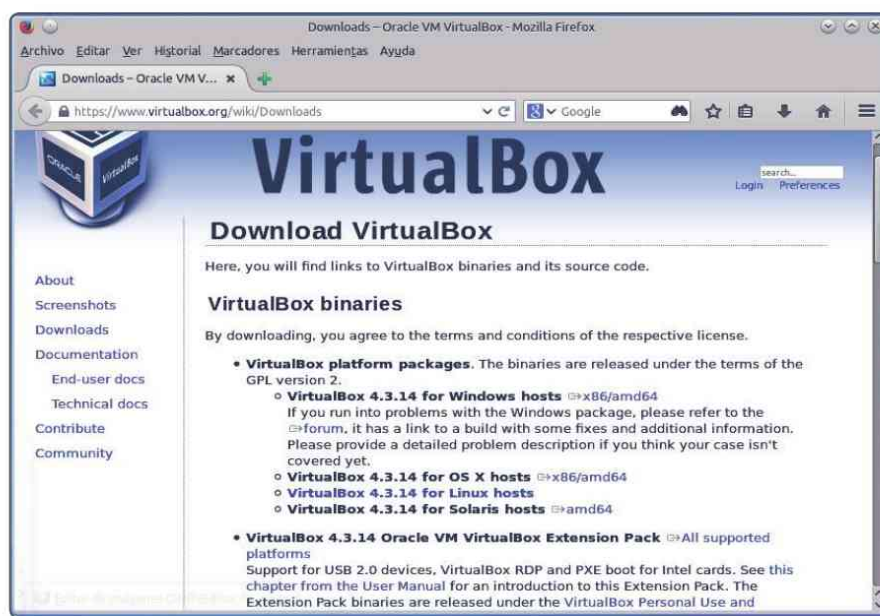 Downloads – Oracle VM VirtualBox - Mozilla Firefox
Archivo Editar Ver Historial Marcadores Herramientas Ayuda
Downloads – Oracle VM V...
https://www.virtualbox.org/wiki/Downloads
Google
ORACLE
VirtualBox
VirtualBox
search...
Login Preferences
Download VirtualBox
Here, you will find links to VirtualBox binaries and its source code.
About
Screenshots
Downloads
Documentation
End-user docs
Technical docs
Contribute
Community
VirtualBox binaries
By downloading, you agree to the terms and conditions of the respective license.
• VirtualBox platform packages. The binaries are released under the terms of the
GPL version 2.
VirtualBox 4.3.14 for Windows hosts x86/amd64
If you run into problems with the Windows package, please refer to the
forum, it has a link to a build with some fixes and additional information.
Please provide a detailed problem description if you think your case isn't
covered yet.
VirtualBox 4.3.14 for OS X hosts x86/amd64
VirtualBox 4.3.14 for Linux hosts
VirtualBox 4.3.14 for Solaris hosts amd64
• VirtualBox 4.3.14 Oracle VM VirtualBox Extension Pack All supported
platforms
Support for USB 2.0 devices, VirtualBox RDP and PXE boot for Intel cards. See this
chapter from the User Manual for an introduction to this Extension Pack. The
Extension Pack binaries are released under the VirtualBox Personal Use and